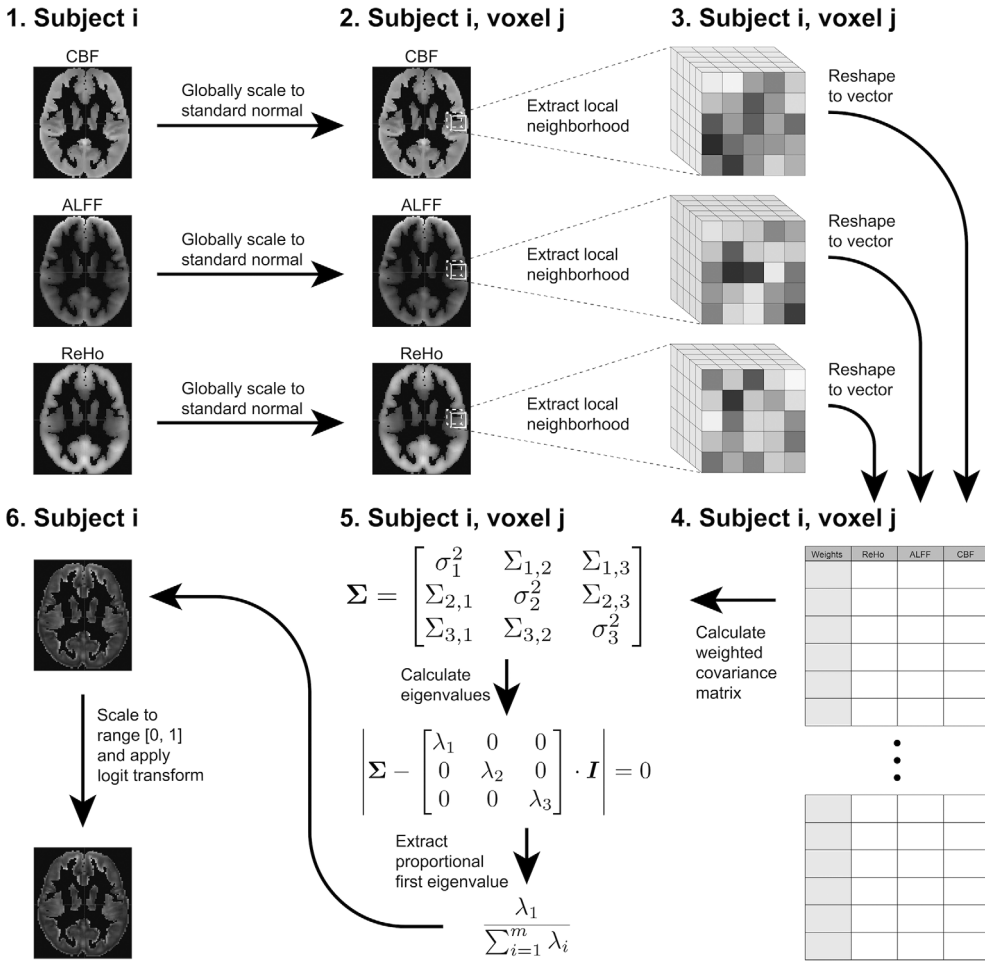 1. Subject i
2. Subject i, voxel j
3. Subject i, voxel j
CBF
Globally scale to
standard normal
CBF
Extract local
neighborhood
Reshape
to vector
ALFF
Globally scale to
standard normal
ALFF
Extract local
neighborhood
Reshape
to vector
ReHo
Globally scale to
standard normal
ReHo
Extract local
neighborhood
Reshape
to vector
6. Subject i
5. Subject i, voxel j
4. Subject i, voxel j
Weights ReHo ALFF CBF
Calculate
weighted
covariance
matrix
Σ = [σ₁² Σ₁,₂ Σ₁,₃
Σ₂,₁ σ₂² Σ₂,₃
Σ₃,₁ Σ₃,₂ σ₃²]
Calculate
eigenvalues
|Σ − [λ₁ 0 0
0 λ₂ 0
0 0 λ₃] · I| = 0
Extract
proportional
first eigenvalue
λ₁
∑ᵢ₌₁ᵐ λᵢ
Scale to
range [0, 1]
and apply
logit transform